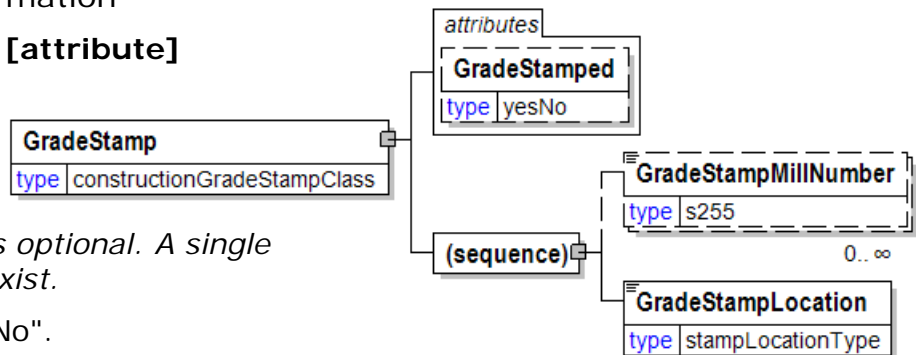 rmation
[attribute]
s optional. A single
xist.
No".
GradeStamp
type constructionGradeStampClass
attributes
GradeStamped
type yesNo
(sequence)
GradeStampMillNumber
type s255
0.. ∞
GradeStampLocation
type stampLocationType